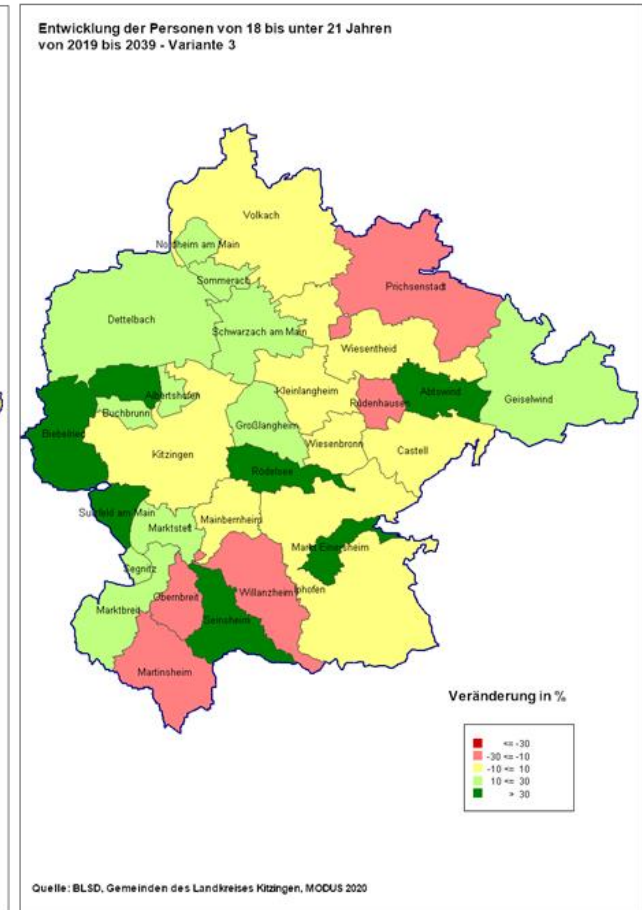 Entwicklung der Personen von 18 bis unter 21 Jahren
von 2019 bis 2039 - Variante 3
Volkach
Nordheim am Main
Sommerach
Prichsenstadt
Dettelbach
Schwarzach am Main
Wiesentheid
Albertshofen
Kleinlangheim
Abtswind
Rüdenhausen
Geiselwind
Buchbrunn
Großlangheim
Biebelried
Kitzingen
Wiesenbronn
Castell
Rödelsee
Sulzfeld am Main
Marktsteft
Mainbernheim
Markt Einersheim
Segnitz
Obernbreit
Willanzheim
Iphofen
Marktbreit
Seinsheim
Martinsheim
Veränderung in %
<= -30
-30 <= -10
-10 <= 10
10 <= 30
> 30
Quelle: BLSD, Gemeinden des Landkreises Kitzingen, MODUS 2020